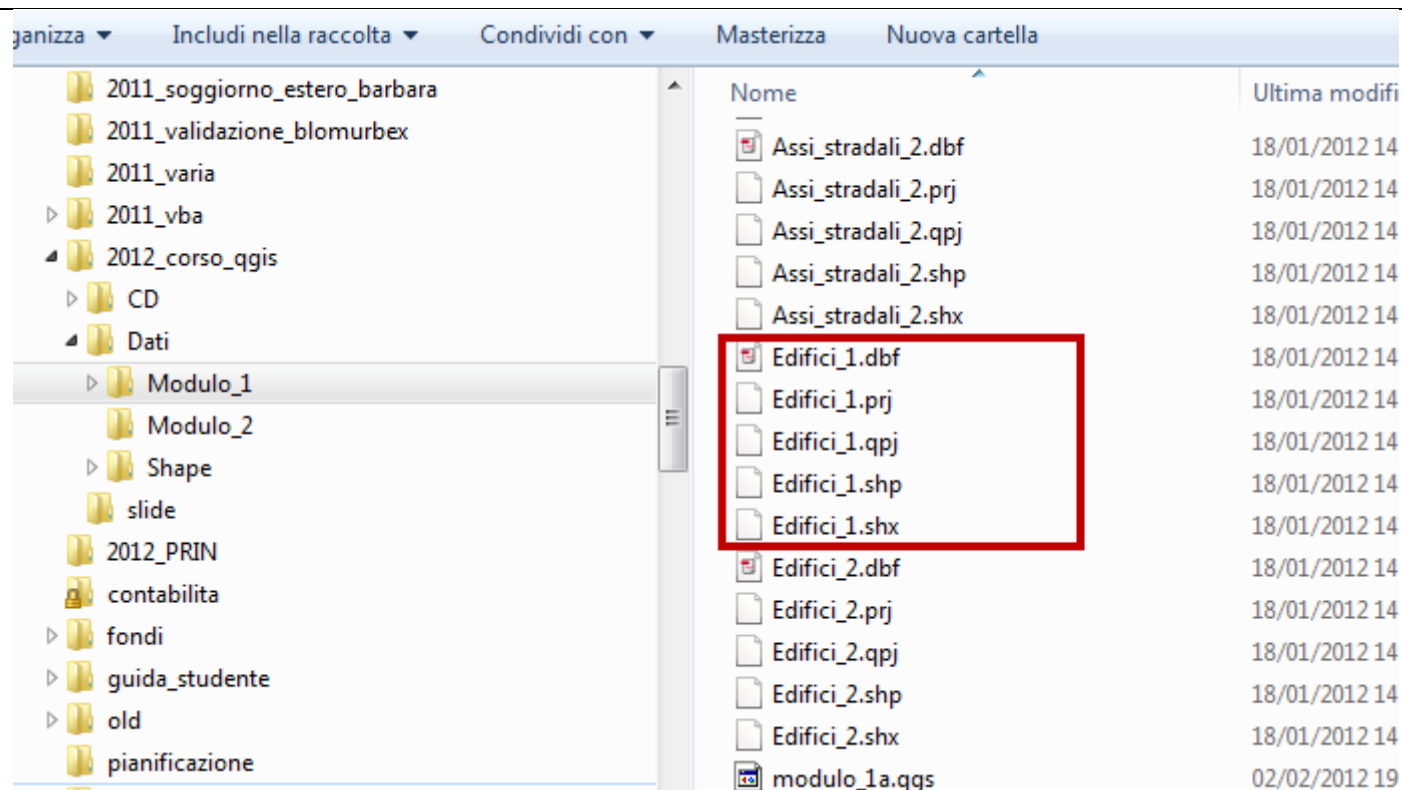 ganizza Includi nella raccolta Condividi con Masterizza Nuova cartella
2011_soggiorno_estero_barbara
2011_validazione_blomurbex
2011_varia
2011_vba
2012_corso_qgis
CD
Dati
Modulo_1
Modulo_2
Shape
slide
2012_PRIN
contabilita
fondi
guida_studente
old
pianificazione
Nome Ultima modifi
Assi_stradali_2.dbf 18/01/2012 14
Assi_stradali_2.prj 18/01/2012 14
Assi_stradali_2.qpj 18/01/2012 14
Assi_stradali_2.shp 18/01/2012 14
Assi_stradali_2.shx 18/01/2012 14
Edifici_1.dbf 18/01/2012 14
Edifici_1.prj 18/01/2012 14
Edifici_1.qpj 18/01/2012 14
Edifici_1.shp 18/01/2012 14
Edifici_1.shx 18/01/2012 14
Edifici_2.dbf 18/01/2012 14
Edifici_2.prj 18/01/2012 14
Edifici_2.qpj 18/01/2012 14
Edifici_2.shp 18/01/2012 14
Edifici_2.shx 18/01/2012 14
modulo_1a.qgs 02/02/2012 19